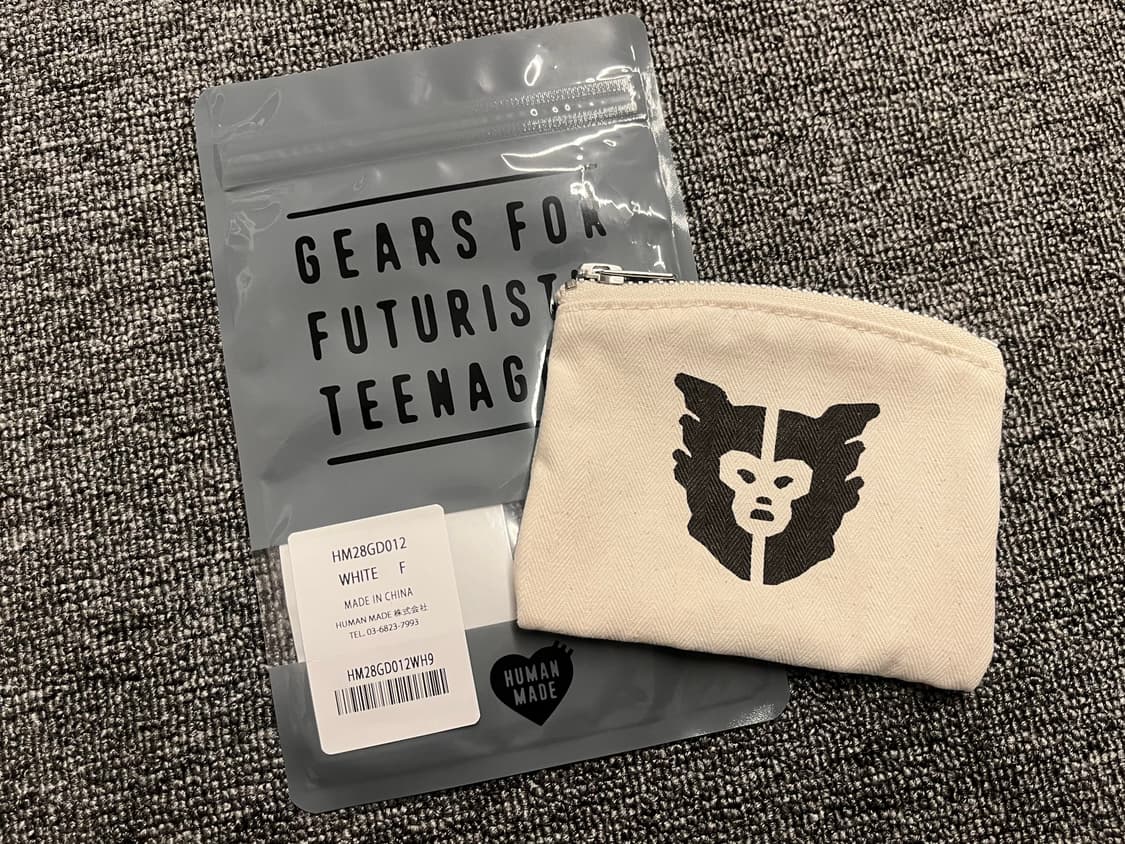 GEARS FOR
FUTURIST
TEENAG
HM28GD012
WHITE F
MADE IN CHINA
HUMAN MADE 株式会社
TEL. 03-6823-7993
HM28GD012WH9
HUMAN
MADE